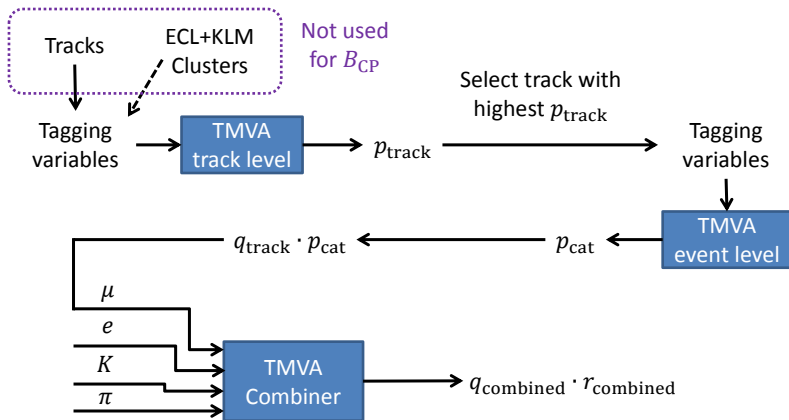 Tracks
ECL+KLM
Clusters
Not used
for B_CP
Tagging
variables
TMVA
track level
p_track
Select track with
highest p_track
Tagging
variables
TMVA
event level
p_cat
q_track · p_cat
μ
e
K
π
TMVA
Combiner
q_combined · r_combined